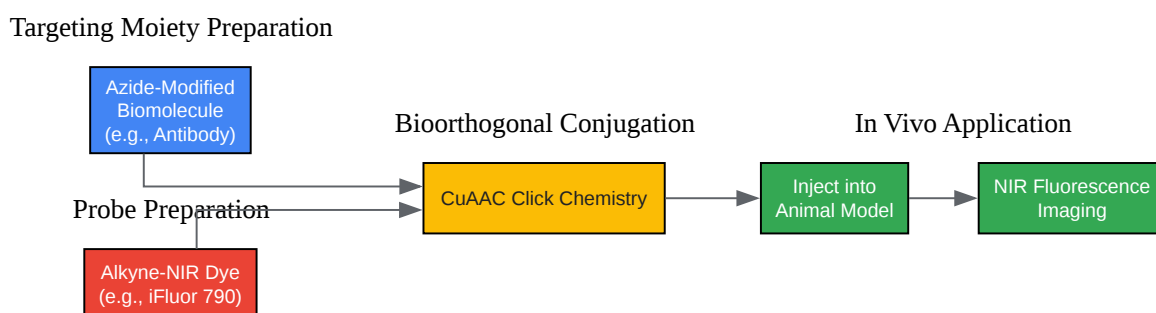 Targeting Moiety Preparation
Azide-Modified
Biomolecule
(e.g., Antibody)
Probe Preparation
Alkyne-NIR Dye
(e.g., iFluor 790)
Bioorthogonal Conjugation
CuAAC Click Chemistry
In Vivo Application
Inject into
Animal Model
NIR Fluorescence
Imaging